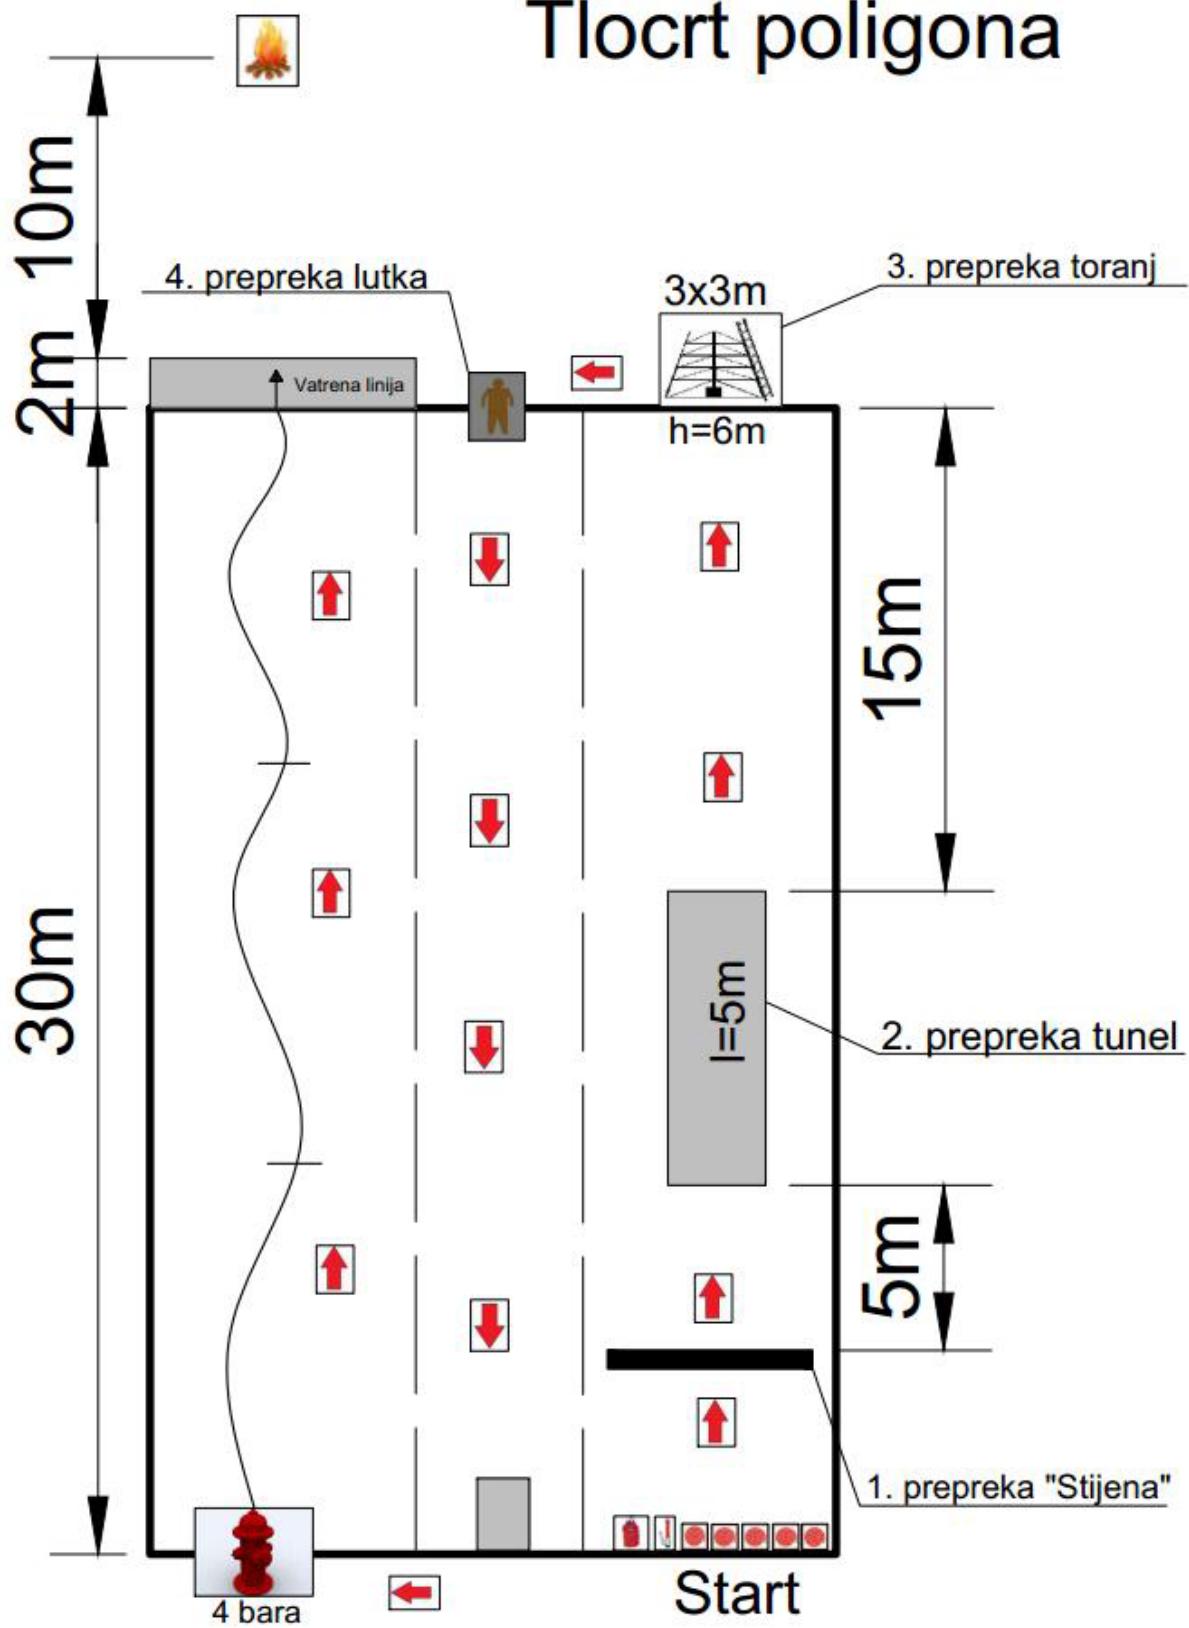 Tlocrt poligona
10m
4. prepreka lutka
3. prepreka toranj
3x3m
2m
Vatrena linija
h=6m
15m
30m
l=5m
2. prepreka tunel
5m
1. prepreka "Stijena"
Start
4 bara